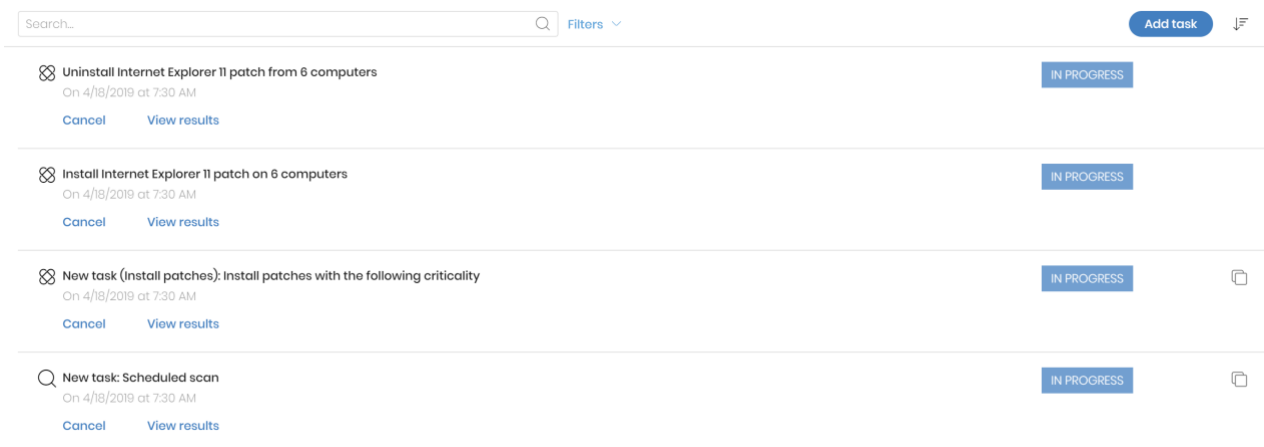 Search...
Filters
Add task
Uninstall Internet Explorer 11 patch from 6 computers
IN PROGRESS
On 4/18/2019 at 7:30 AM
Cancel View results
Install Internet Explorer 11 patch on 6 computers
IN PROGRESS
On 4/18/2019 at 7:30 AM
Cancel View results
New task (Install patches): Install patches with the following criticality
IN PROGRESS
On 4/18/2019 at 7:30 AM
Cancel View results
New task: Scheduled scan
IN PROGRESS
On 4/18/2019 at 7:30 AM
Cancel View results